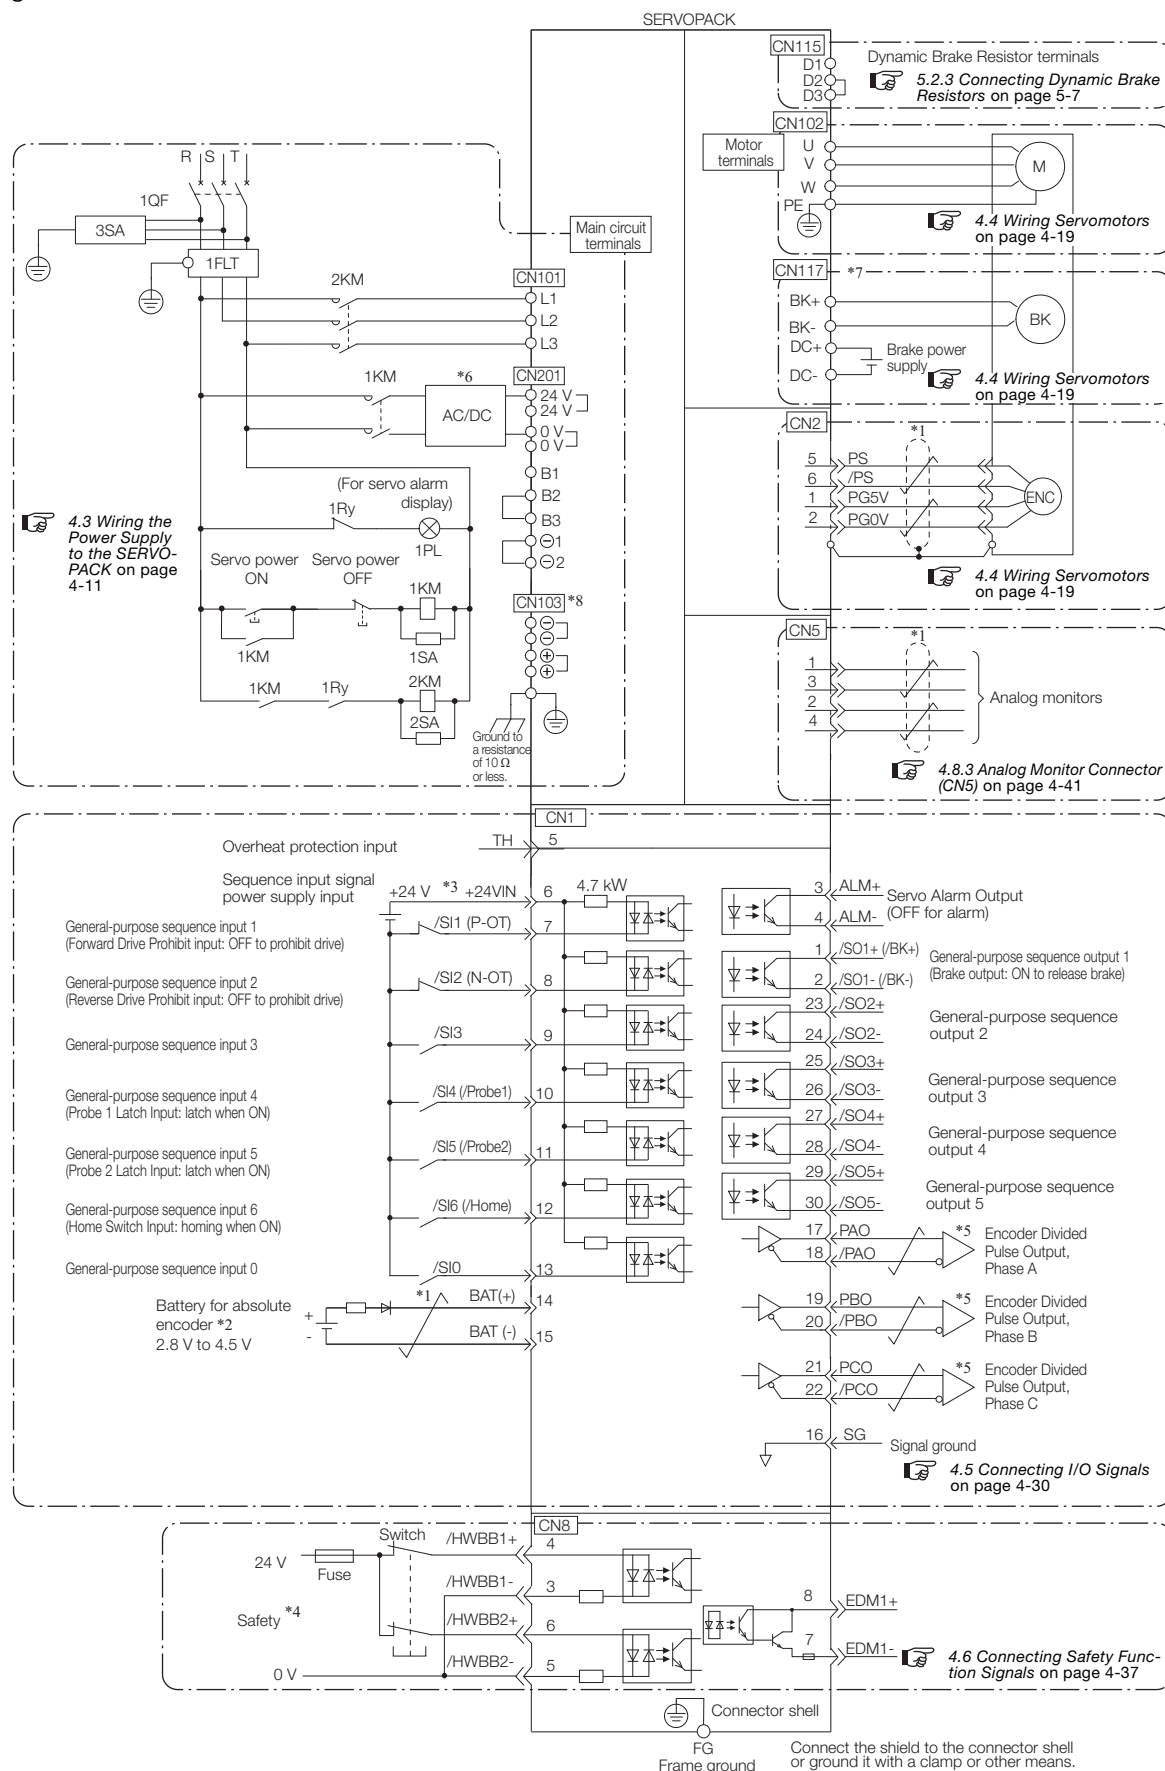 SERVOPACK
CN115
D1
D2
D3
Dynamic Brake Resistor terminals
5.2.3 Connecting Dynamic Brake
Resistors on page 5-7
CN102
Motor
terminals
U
V
W
PE
M
4.4 Wiring Servomotors
on page 4-19
CN117
*7
BK+
BK-
DC+
DC-
BK
Brake power
supply
4.4 Wiring Servomotors
on page 4-19
CN2
*1
5
PS
6
/PS
1
PG5V
2
PG0V
ENC
4.4 Wiring Servomotors
on page 4-19
CN5
*1
1
3
2
4
Analog monitors
4.8.3 Analog Monitor Connector
(CN5) on page 4-41
R
S
T
1QF
3SA
1FLT
Main circuit
terminals
2KM
CN101
L1
L2
L3
CN201
1KM
*6
AC/DC
24 V
24 V
0 V
0 V
B1
B2
B3
⊖1
⊖2
(For servo alarm
display)
1Ry
1PL
4.3 Wiring the
Power Supply
to the SERVO-
PACK on page
4-11
Servo power
ON
Servo power
OFF
1KM
1KM
1SA
CN103
*8
⊖
⊖
⊕
⊕
1KM
1Ry
2KM
2SA
Ground to
a resistance
of 10 Ω
or less.
CN1
Overheat protection input
TH
5
Sequence input signal
power supply input
+24 V
*3
+24VIN
6
4.7 kW
General-purpose sequence input 1
(Forward Drive Prohibit input: OFF to prohibit drive)
/SI1 (P-OT)
7
General-purpose sequence input 2
(Reverse Drive Prohibit input: OFF to prohibit drive)
/SI2 (N-OT)
8
General-purpose sequence input 3
/SI3
9
General-purpose sequence input 4
(Probe 1 Latch Input: latch when ON)
/SI4 (/Probe1)
10
General-purpose sequence input 5
(Probe 2 Latch Input: latch when ON)
/SI5 (/Probe2)
11
General-purpose sequence input 6
(Home Switch Input: homing when ON)
/SI6 (/Home)
12
General-purpose sequence input 0
/SI0
13
Battery for absolute
encoder *2
2.8 V to 4.5 V
+
-
*1
BAT(+)
14
BAT (-)
15
3
ALM+
4
ALM-
Servo Alarm Output
(OFF for alarm)
1
/SO1+ (/BK+)
2
/SO1- (/BK-)
General-purpose sequence output 1
(Brake output: ON to release brake)
23
/SO2+
24
/SO2-
General-purpose sequence
output 2
25
/SO3+
26
/SO3-
General-purpose sequence
output 3
27
/SO4+
28
/SO4-
General-purpose sequence
output 4
29
/SO5+
30
/SO5-
General-purpose sequence
output 5
17
PAO
18
/PAO
*5
Encoder Divided
Pulse Output,
Phase A
19
PBO
20
/PBO
*5
Encoder Divided
Pulse Output,
Phase B
21
PCO
22
/PCO
*5
Encoder Divided
Pulse Output,
Phase C
16
SG
Signal ground
4.5 Connecting I/O Signals
on page 4-30
CN8
Switch
24 V
Fuse
Safety *4
0 V
/HWBB1+
4
/HWBB1-
3
/HWBB2+
6
/HWBB2-
5
8
EDM1+
7
EDM1-
4.6 Connecting Safety Func-
tion Signals on page 4-37
Connector shell
FG
Frame ground
Connect the shield to the connector shell
or ground it with a clamp or other means.